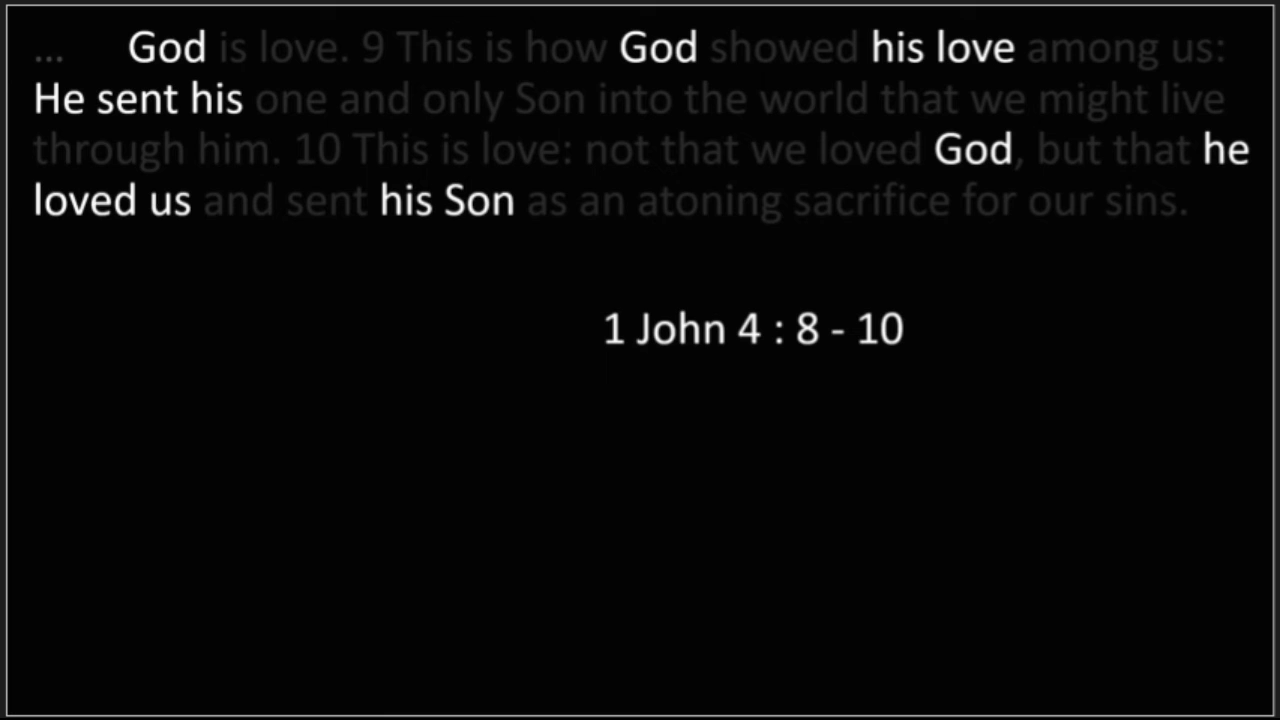 ... God is love. 9 This is how God showed his love among us:
He sent his one and only Son into the world that we might live
through him. 10 This is love: not that we loved God, but that he
loved us and sent his Son as an atoning sacrifice for our sins.
1 John 4 : 8 - 10